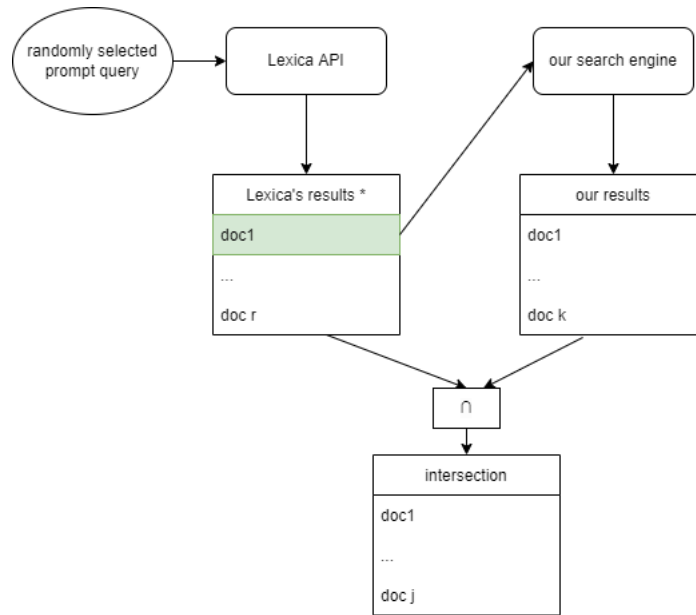 randomly selected
prompt query
Lexica API
our search engine
Lexica's results *
doc1
...
doc r
our results
doc1
...
doc k
∩
intersection
doc1
...
doc j